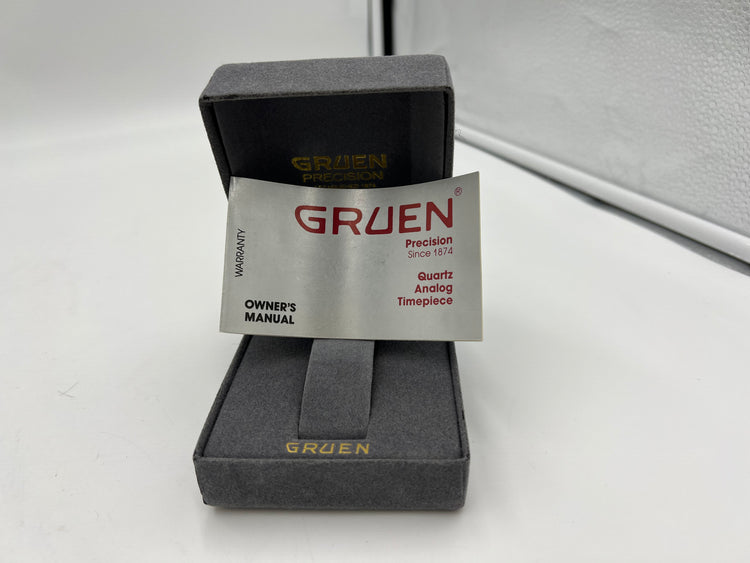 GRUEN
PRECISION
GRUEN®
Precision
Since 1874
Quartz
Analog
Timepiece
WARRANTY
OWNER'S
MANUAL
GRUEN